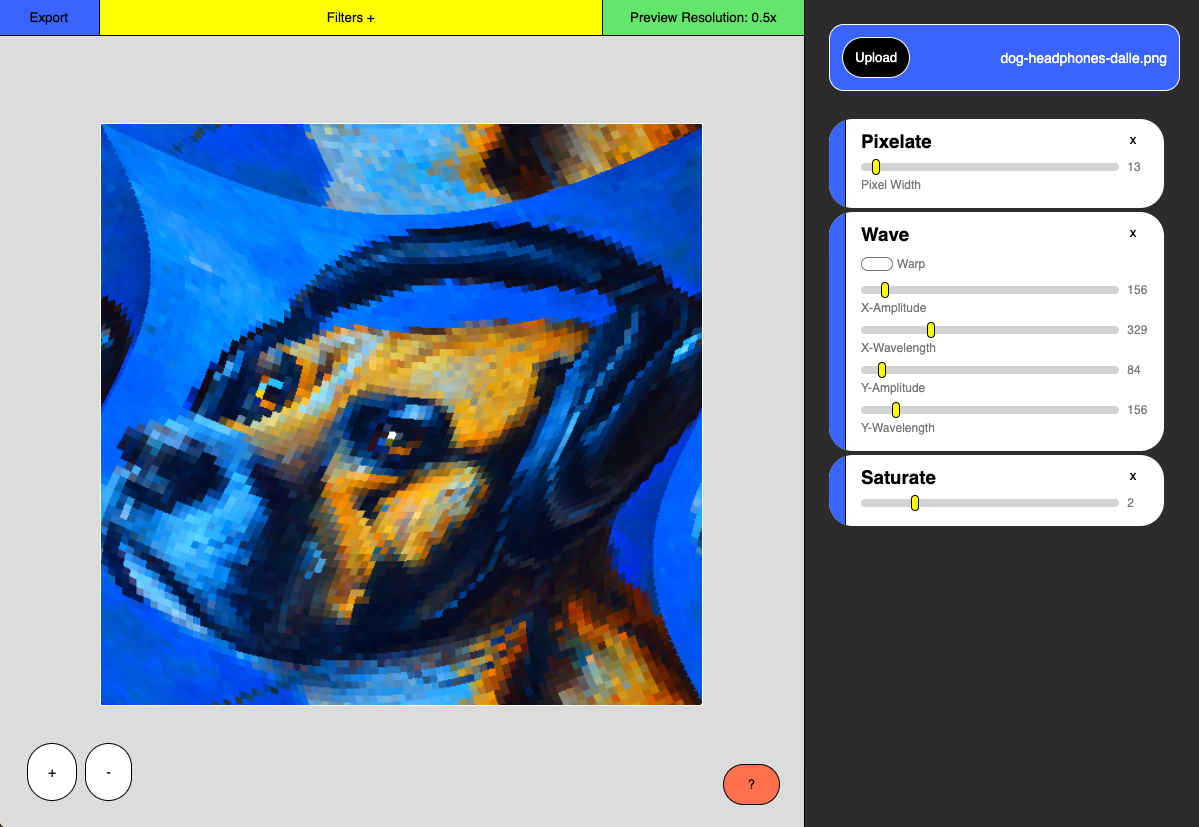 Export
Filters +
Preview Resolution: 0.5x
Upload
dog-headphones-dalle.png
Pixelate
x
13
Pixel Width
Wave
x
Warp
156
X-Amplitude
329
X-Wavelength
84
Y-Amplitude
156
Y-Wavelength
Saturate
x
2
+
-
?